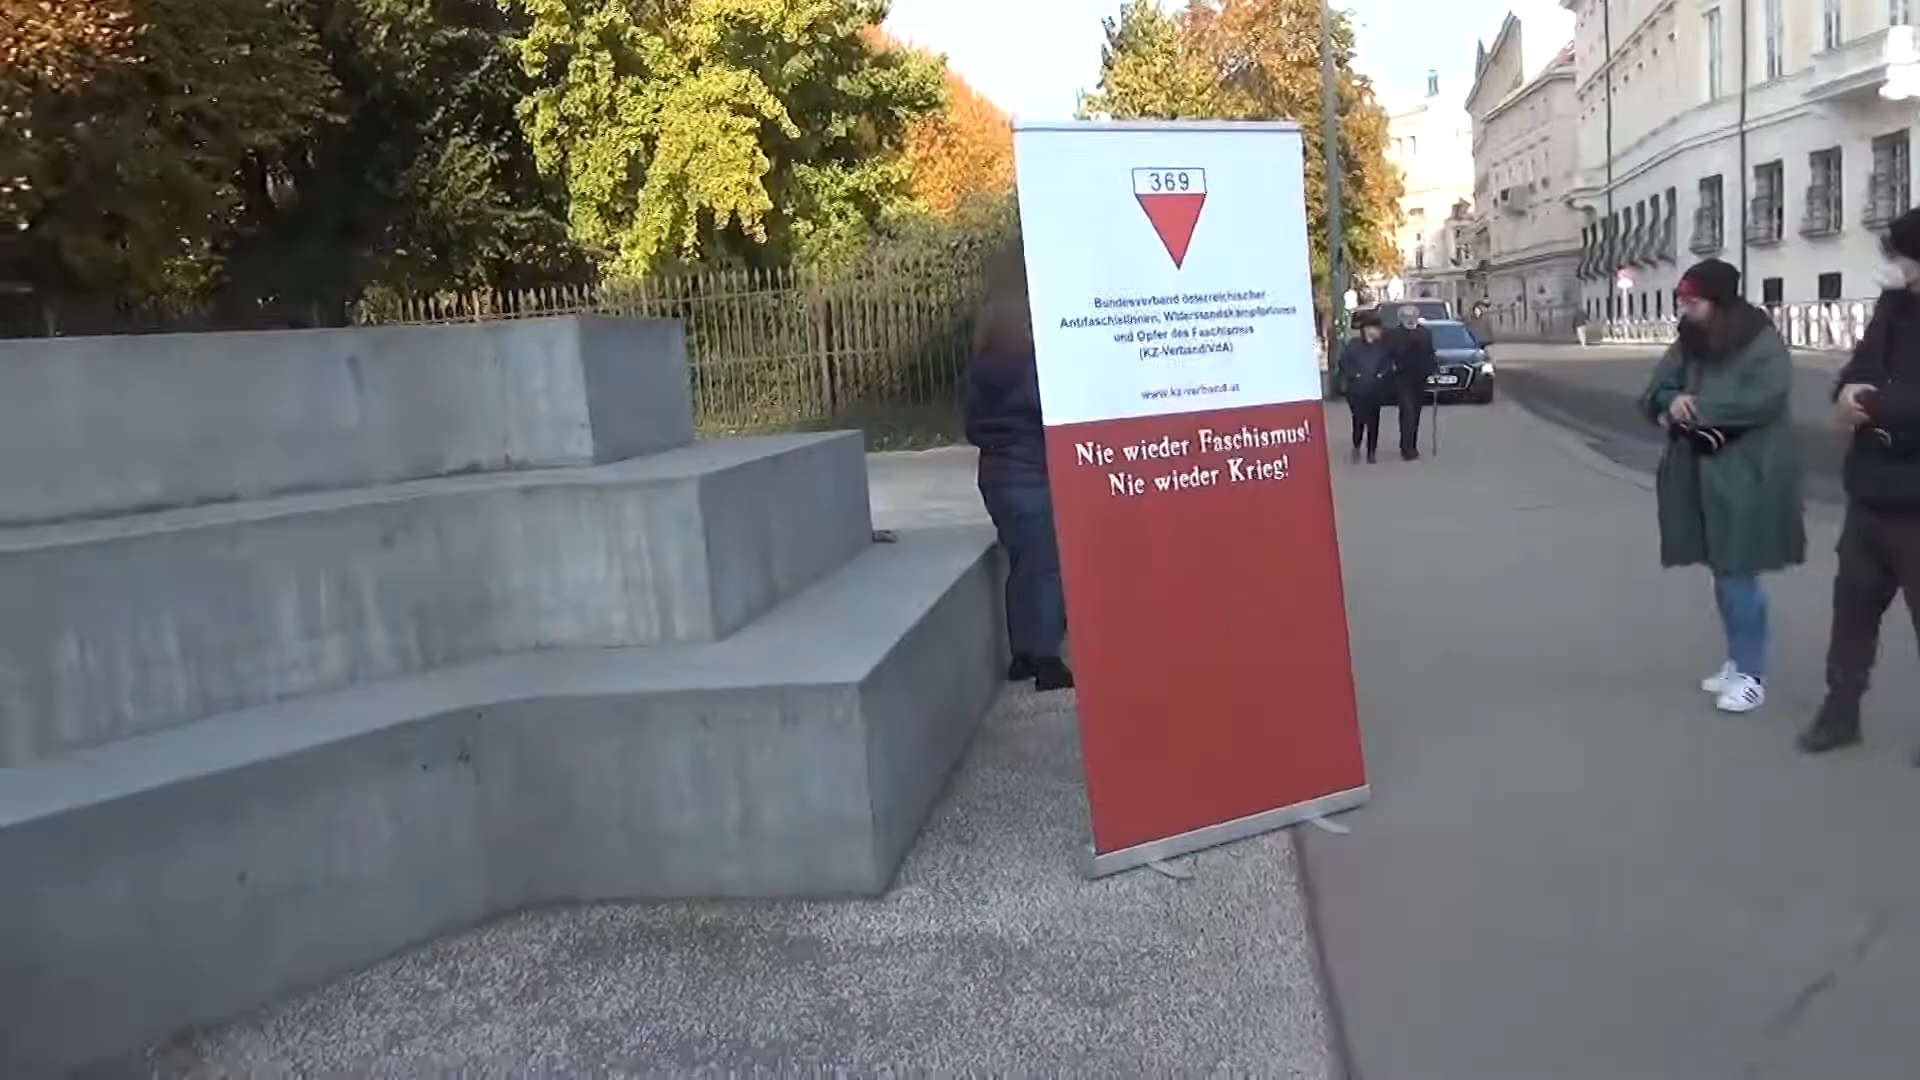 369
Bundesverband österreichischer
AntifaschistInnen, WiderstandskämpferInnen
und Opfer des Faschismus
(KZ-Verband/VdA)
www.kz-verband.at
Nie wieder Faschismus!
Nie wieder Krieg!